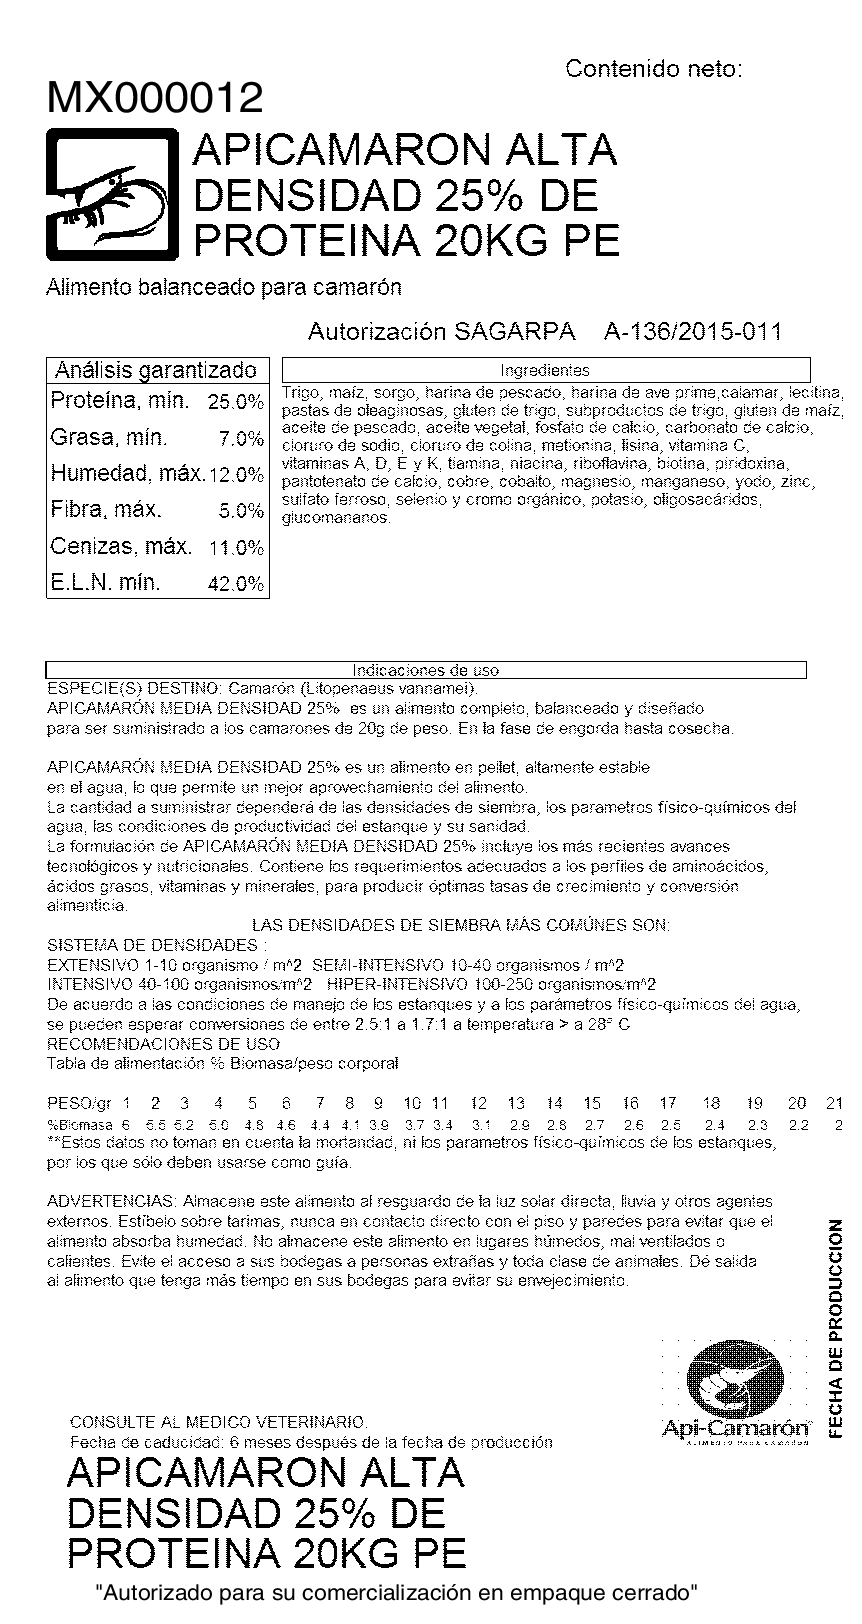 Contenido neto:
MX000012
APICAMARON ALTA
DENSIDAD 25% DE
PROTEINA 20KG PE
Alimento balanceado para camarón
Autorización SAGARPA A-136/2015-011
Análisis garantizado
Proteína, mín. 25.0%
Grasa, mín. 7.0%
Humedad, máx. 12.0%
Fibra, máx. 5.0%
Cenizas, máx. 11.0%
E.L.N. mín. 42.0%
Ingredientes
Trigo, maíz, sorgo, harina de pescado, harina de ave prime,calamar, lecitina,
pastas de oleaginosas, gluten de trigo, subproductos de trigo, gluten de maíz,
aceite de pescado, aceite vegetal, fosfato de calcio, carbonato de calcio,
cloruro de sodio, cloruro de colina, metionina, lisina, vitamina C,
vitaminas A, D, E y K, tiamina, niacina, riboflavina, biotina, piridoxina,
pantotenato de calcio, cobre, cobalto, magnesio, manganeso, yodo, zinc,
sulfato ferroso, selenio y cromo orgánico, potasio, oligosacáridos,
glucomananos.
Indicaciones de uso
ESPECIE(S) DESTINO: Camarón (Litopenaeus vannamei).
APICAMARÓN MEDIA DENSIDAD 25% es un alimento completo, balanceado y diseñado
para ser suministrado a los camarones de 20g de peso. En la fase de engorda hasta cosecha.
APICAMARÓN MEDIA DENSIDAD 25% es un alimento en pellet, altamente estable
en el agua, lo que permite un mejor aprovechamiento del alimento.
La cantidad a suministrar dependerá de las densidades de siembra, los parametros físico-químicos del
agua, las condiciones de productividad del estanque y su sanidad.
La formulación de APICAMARÓN MEDIA DENSIDAD 25% incluye los más recientes avances
tecnológicos y nutricionales. Contiene los requerimientos adecuados a los perfiles de aminoácidos,
ácidos grasos, vitaminas y minerales, para producir óptimas tasas de crecimiento y conversión
alimenticia.
LAS DENSIDADES DE SIEMBRA MÁS COMÚNES SON:
SISTEMA DE DENSIDADES :
EXTENSIVO 1-10 organismo / m^2 SEMI-INTENSIVO 10-40 organismos / m^2
INTENSIVO 40-100 organismos/m^2 HIPER-INTENSIVO 100-250 organismos/m^2
De acuerdo a las condiciones de manejo de los estanques y a los parámetros físico-químicos del agua,
se pueden esperar conversiones de entre 2.5:1 a 1.7:1 a temperatura > a 28° C
RECOMENDACIONES DE USO
Tabla de alimentación % Biomasa/peso corporal
PESO/gr 1 2 3 4 5 6 7 8 9 10 11 12 13 14 15 16 17 18 19 20 21
%Biomasa 6 5.5 5.2 5.0 4.8 4.6 4.4 4.1 3.9 3.7 3.4 3.1 2.9 2.8 2.7 2.6 2.5 2.4 2.3 2.2 2
**Estos datos no toman en cuenta la mortandad, ni los parametros físico-químicos de los estanques,
por los que sólo deben usarse como guía.
ADVERTENCIAS: Almacene este alimento al resguardo de la luz solar directa, lluvia y otros agentes
externos. Estíbelo sobre tarimas, nunca en contacto directo con el piso y paredes para evitar que el
alimento absorba humedad. No almacene este alimento en lugares húmedos, mal ventilados o
calientes. Evite el acceso a sus bodegas a personas extrañas y toda clase de animales. Dé salida
al alimento que tenga más tiempo en sus bodegas para evitar su envejecimiento.
FECHA DE PRODUCCION
Api-Camarón
ALIMENTO PARA CAMARON
CONSULTE AL MEDICO VETERINARIO.
Fecha de caducidad: 6 meses después de la fecha de producción
APICAMARON ALTA
DENSIDAD 25% DE
PROTEINA 20KG PE
"Autorizado para su comercialización en empaque cerrado"